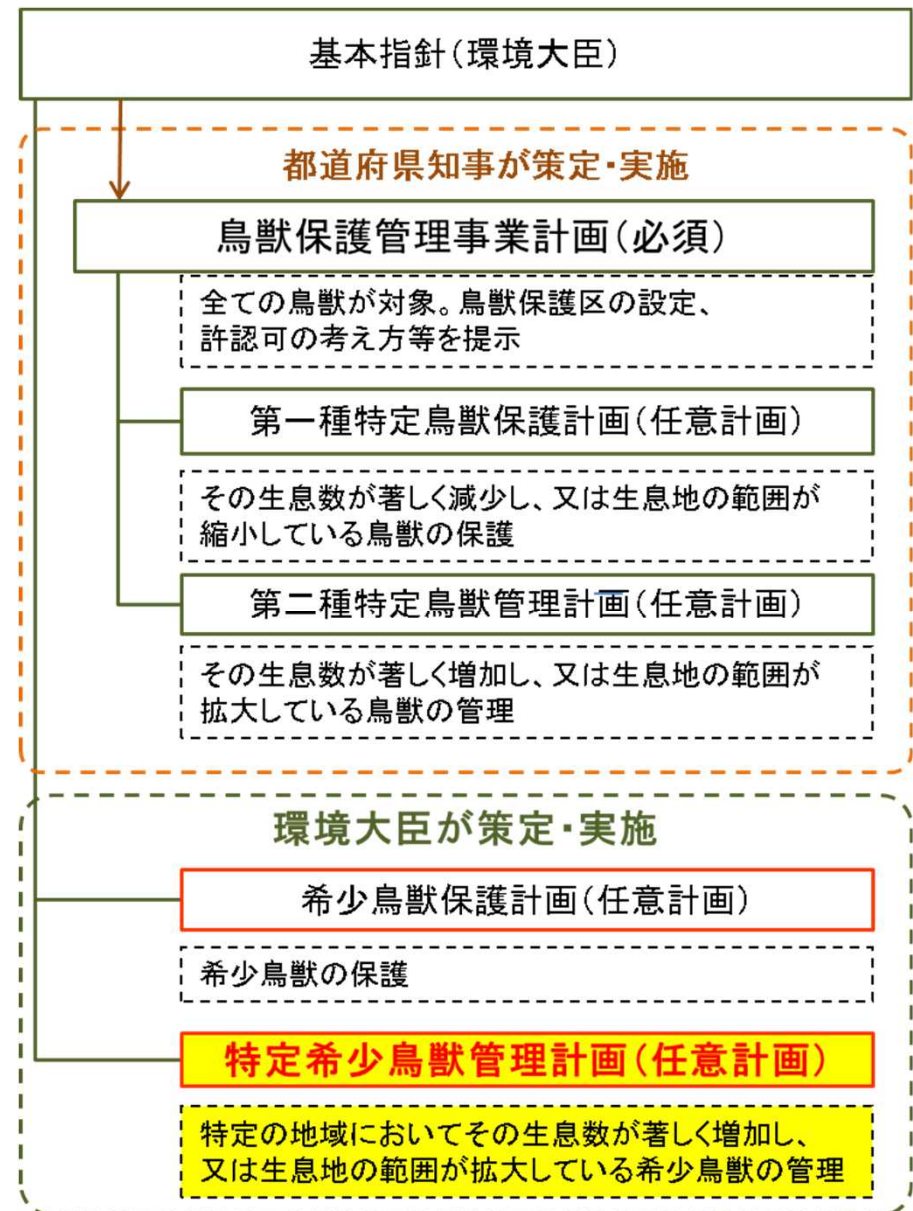 基本指針（環境大臣）
都道府県知事が策定・実施
鳥獣保護管理事業計画（必須）
全ての鳥獣が対象。鳥獣保護区の設定、
許認可の考え方等を提示
第一種特定鳥獣保護計画（任意計画）
その生息数が著しく減少し、又は生息地の範囲が
縮小している鳥獣の保護
第二種特定鳥獣管理計画（任意計画）
その生息数が著しく増加し、又は生息地の範囲が
拡大している鳥獣の管理
環境大臣が策定・実施
希少鳥獣保護計画（任意計画）
希少鳥獣の保護
特定希少鳥獣管理計画（任意計画）
特定の地域においてその生息数が著しく増加し、
又は生息地の範囲が拡大している希少鳥獣の管理